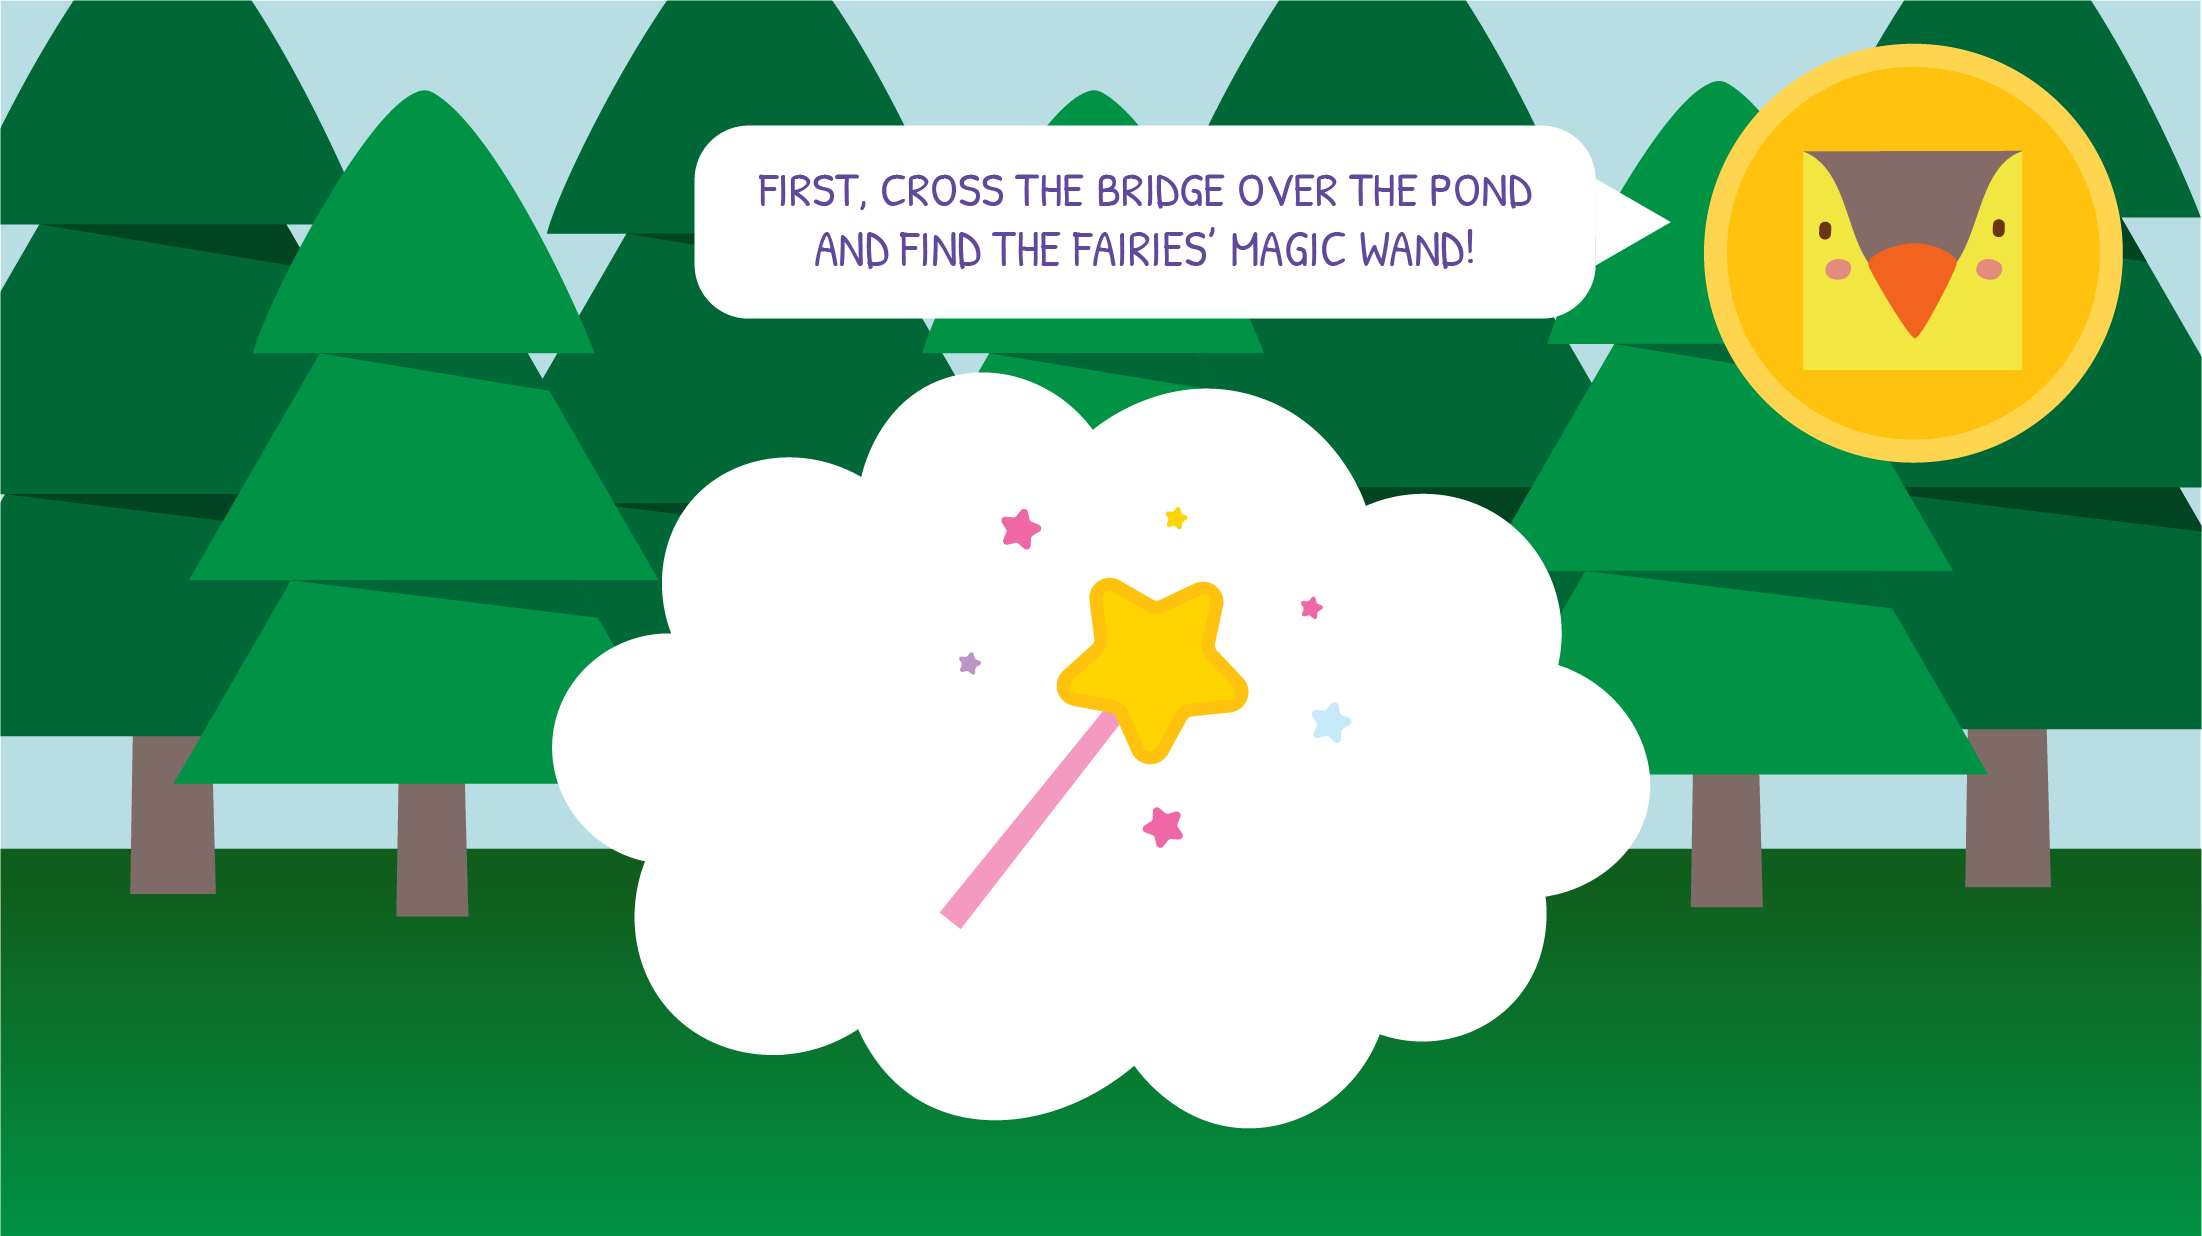 FIRST, CROSS THE BRIDGE OVER THE POND
AND FIND THE FAIRIES’ MAGIC WAND!